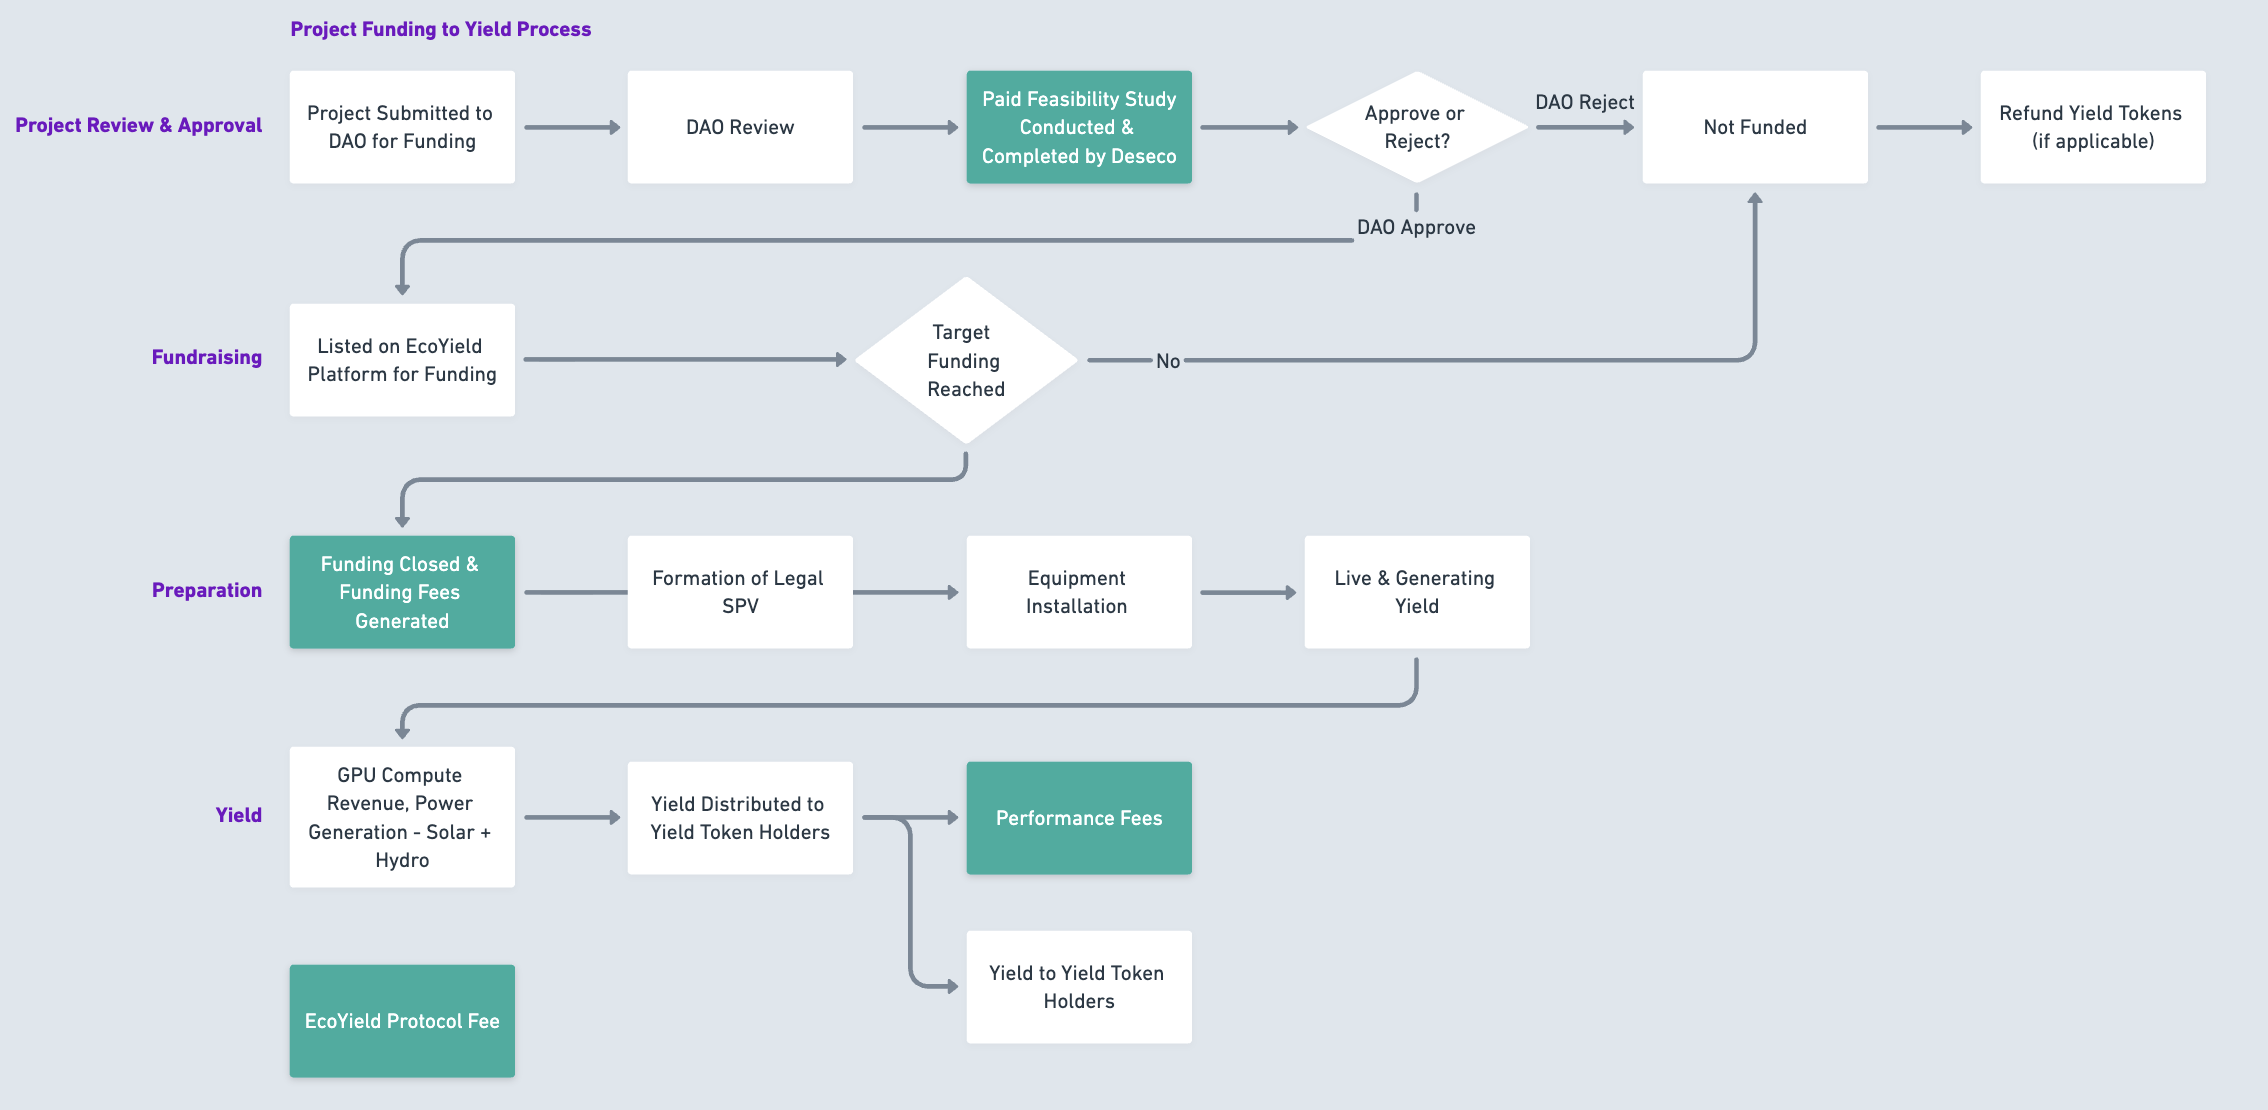 Project Funding to Yield Process
Project Review & Approval
Project Submitted to
DAO for Funding
DAO Review
Paid Feasibility Study
Conducted &
Completed by Deseco
Approve or
Reject?
DAO Reject
Not Funded
Refund Yield Tokens
(if applicable)
DAO Approve
Fundraising
Listed on EcoYield
Platform for Funding
Target
Funding
Reached
No
Preparation
Funding Closed &
Funding Fees
Generated
Formation of Legal
SPV
Equipment
Installation
Live & Generating
Yield
Yield
GPU Compute
Revenue, Power
Generation - Solar +
Hydro
Yield Distributed to
Yield Token Holders
Performance Fees
Yield to Yield Token
Holders
EcoYield Protocol Fee